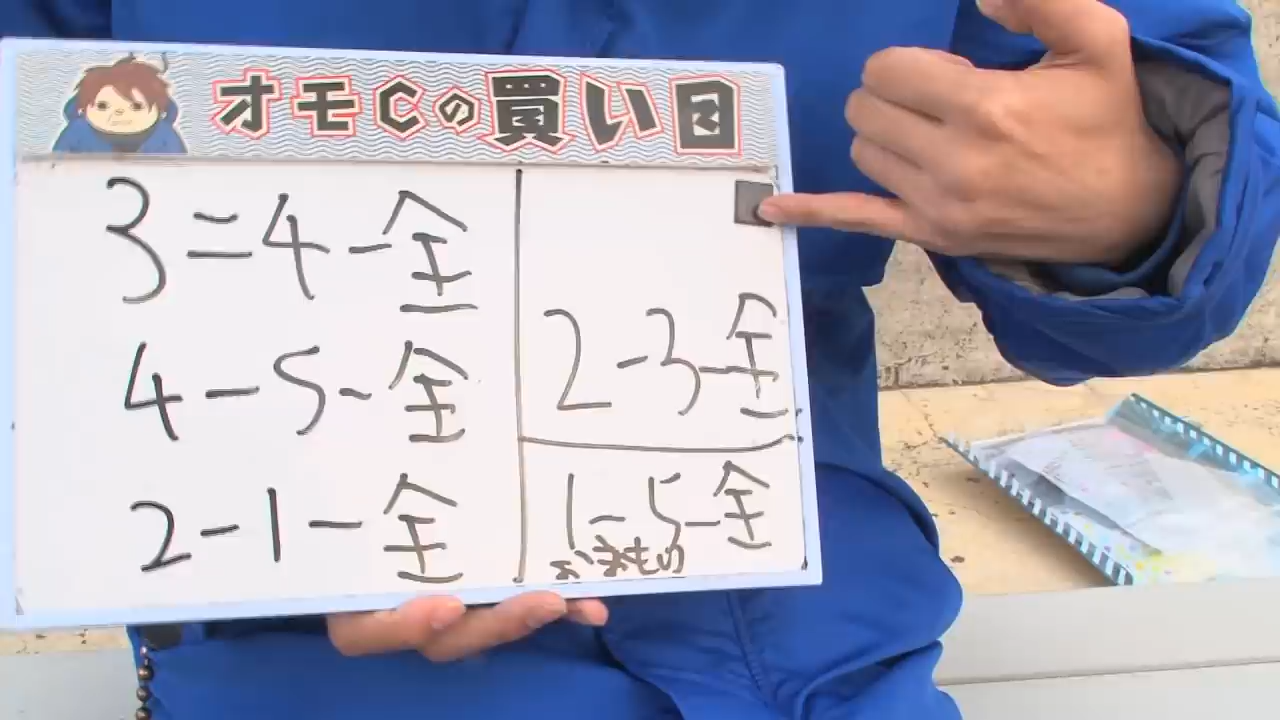 オモCの買い目
3=4-全
4-5-全
2-1-全
2-3-全
1=5-全
おまもり